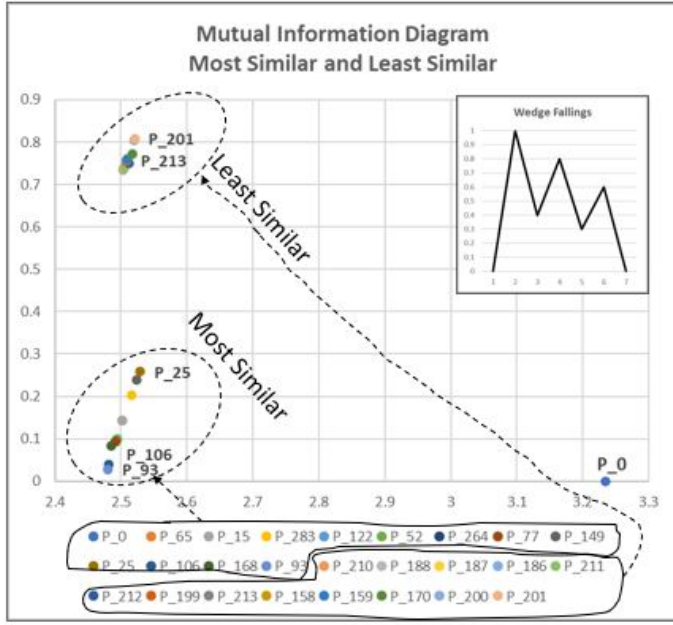 Mutual Information Diagram
Most Similar and Least Similar
0.9
0.8
0.7
0.6
0.5
0.4
0.3
0.2
0.1
0
2.4 2.5 2.6 2.7 2.8 2.9 3 3.1 3.2 3.3
P_201
P_213
Least Similar
Wedge Fallings
1
0.9
0.8
0.7
0.6
0.5
0.4
0.3
0.2
0.1
0
1 2 3 4 5 6 7
Most Similar
P_25
P_106
P_93
P_0
P_0 P_65 P_15 P_283 P_122 P_52 P_264 P_77 P_149
P_25 P_106 P_168 P_93 P_210 P_188 P_187 P_186 P_211
P_212 P_199 P_213 P_158 P_159 P_170 P_200 P_201